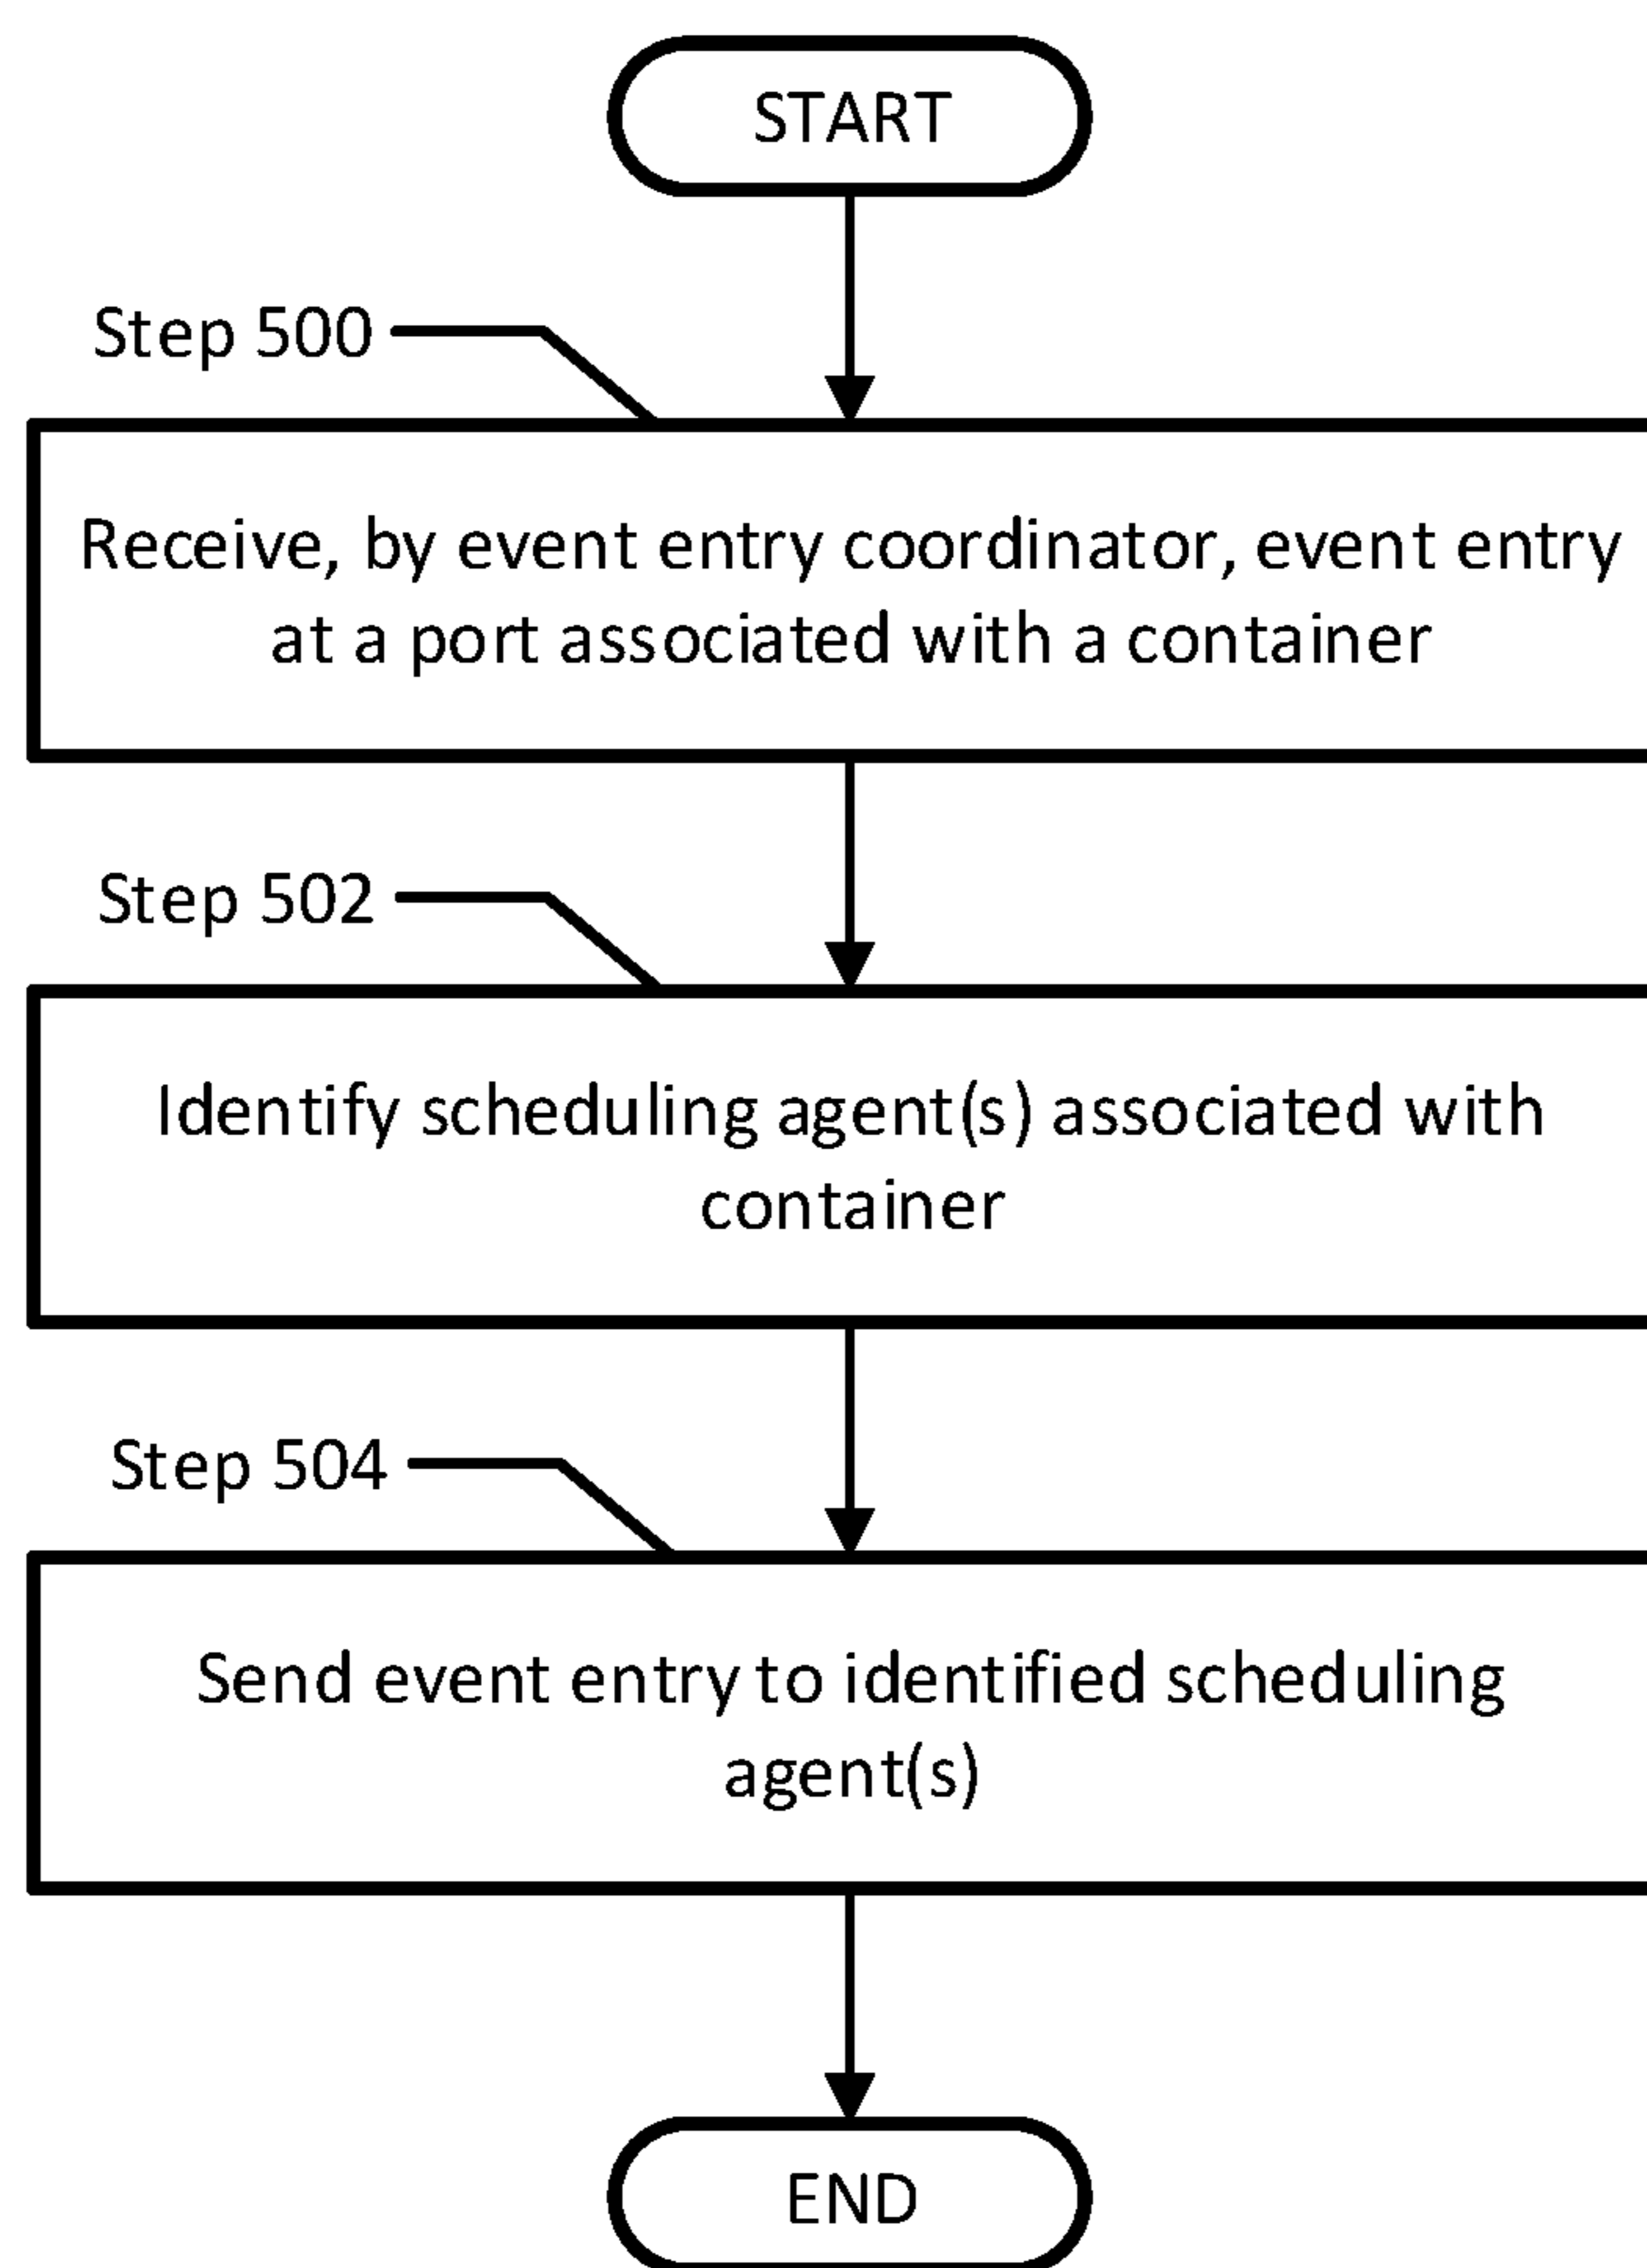 START
Step 500
Receive, by event entry coordinator, event entry
at a port associated with a container
Step 502
Identify scheduling agent(s) associated with
container
Step 504
Send event entry to identified scheduling
agent(s)
END